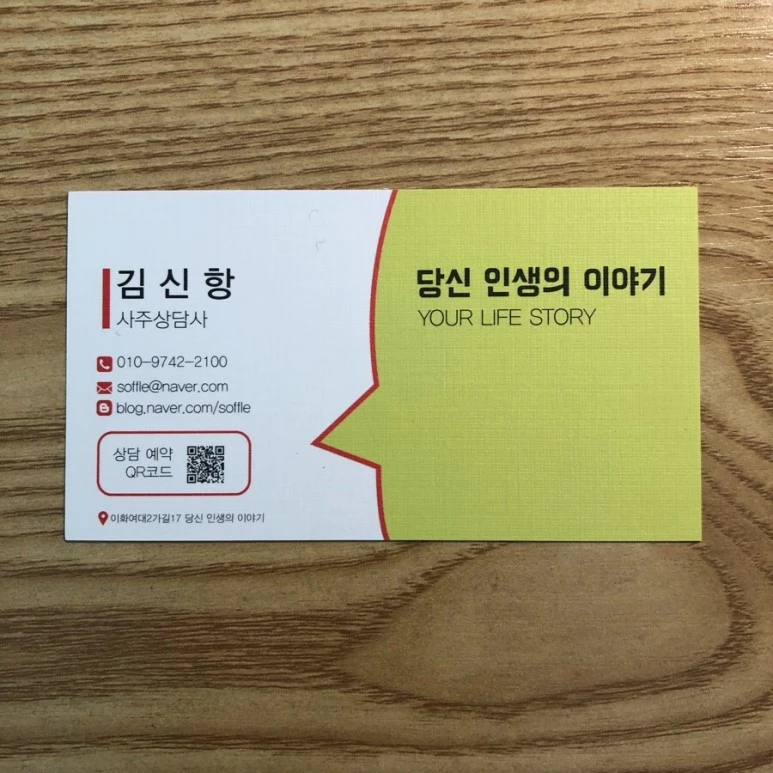 김 신 항
사주상담사
010-9742-2100
soffle@naver.com
blog.naver.com/soffle
상담 예약
QR코드
이화여대2가길17 당신 인생의 이야기
당신 인생의 이야기
YOUR LIFE STORY